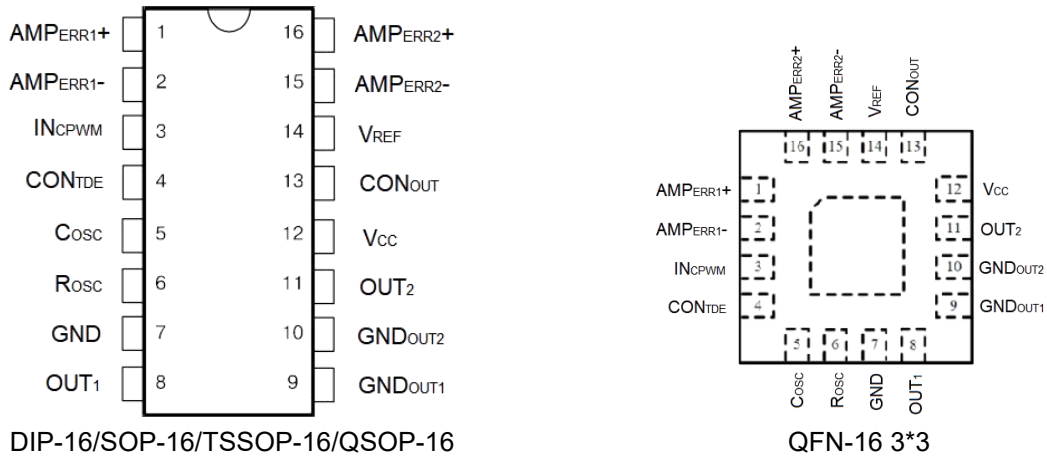 AMPERR1+ 1 16 AMPERR2+
AMPERR1- 2 15 AMPERR2-
INCPWM 3 14 VREF
CONTDE 4 13 CONOUT
COSC 5 12 VCC
ROSC 6 11 OUT2
GND 7 10 GNDOUT2
OUT1 8 9 GNDOUT1
DIP-16/SOP-16/TSSOP-16/QSOP-16
AMPERR2+ AMPERR2- VREF CONOUT
16 15 14 13
AMPERR1+ 1 12 VCC
AMPERR1- 2 11 OUT2
INCPWM 3 10 GNDOUT2
CONTDE 4 9 GNDOUT1
5 6 7 8
COSC ROSC GND OUT1
QFN-16 3*3